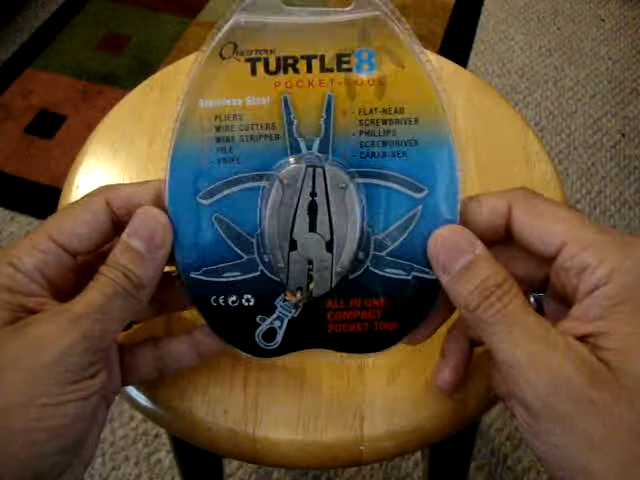 TURTLE8
POCKET-TOOL
Stainless Steel
PLIERS
WIRE CUTTERS
WIRE STRIPPER
FILE
KNIFE
- FLAT-HEAD
SCREWDRIVER
- PHILLIPS
SCREWDRIVER
- CARABINER
CE
ALL IN ONE
COMPACT
POCKET TOOL